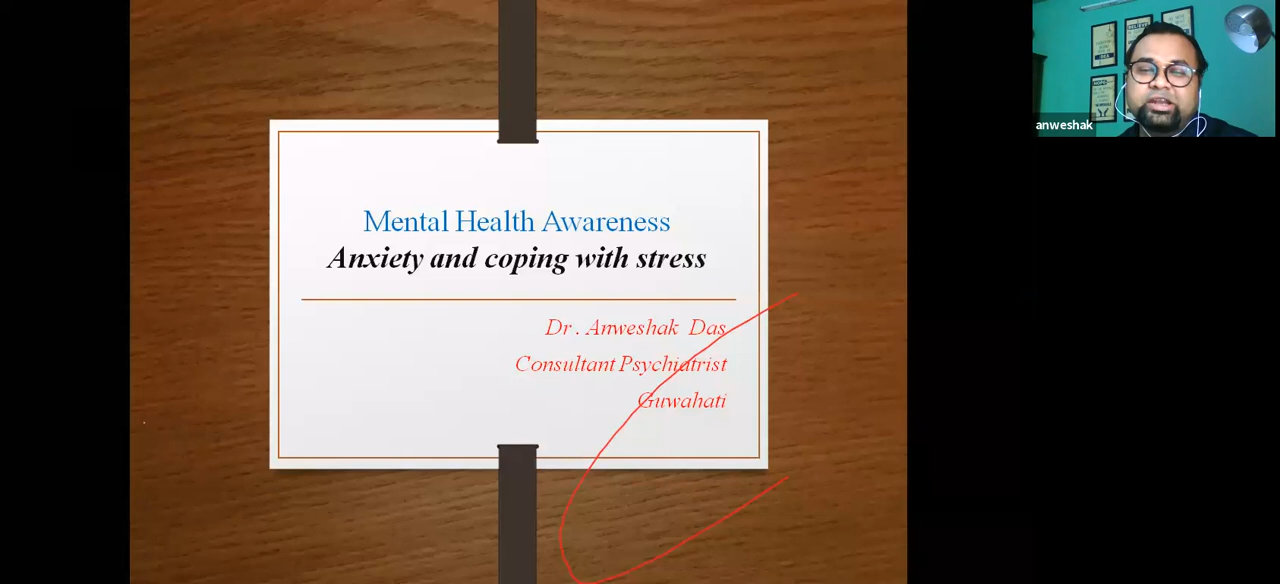 Mental Health Awareness
Anxiety and coping with stress
Dr . Anweshak Das
Consultant Psychiatrist
Guwahati
anweshak